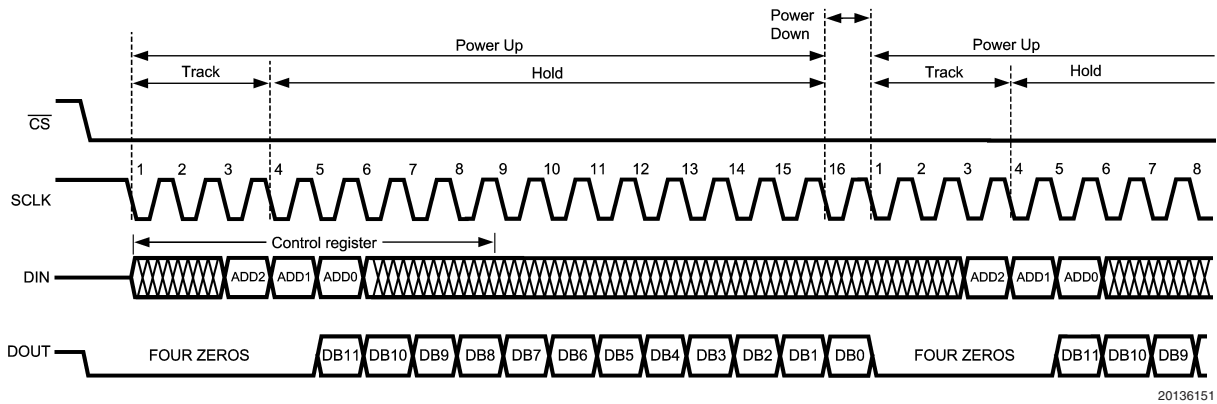 Power Down
Power Up
Power Up
Track
Hold
Track
Hold
CS
1 2 3 4 5 6 7 8 9 10 11 12 13 14 15 16 1 2 3 4 5 6 7 8
SCLK
Control register
DIN
ADD2 ADD1 ADD0 ADD2 ADD1 ADD0
DOUT
FOUR ZEROS DB11 DB10 DB9 DB8 DB7 DB6 DB5 DB4 DB3 DB2 DB1 DB0 FOUR ZEROS DB11 DB10 DB9
20136151